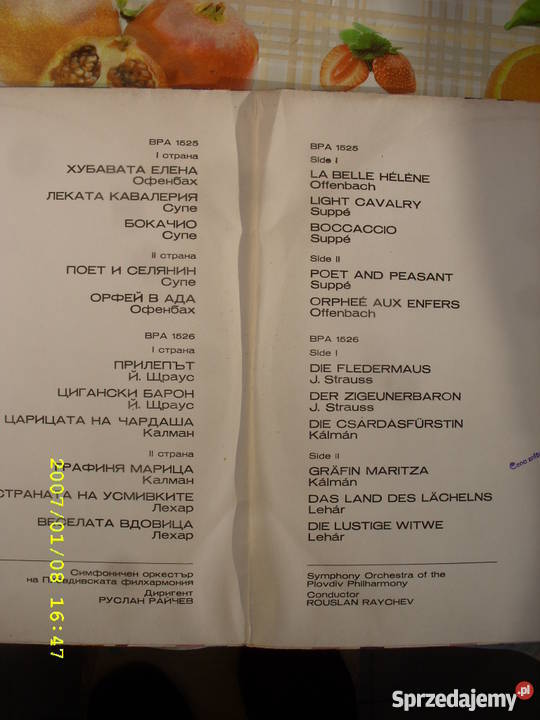 ВРА 1525
I страна
ХУБАВАТА ЕЛЕНА
Офенбах
ЛЕКАТА КАВАЛЕРИЯ
Супе
БОКАЧИО
Супе
II страна
ПОЕТ И СЕЛЯНИН
Супе
ОРФЕЙ В АДА
Офенбах
ВРА 1526
I страна
ПРИЛЕПЪТ
Й. Щраус
ЦИГАНСКИ БАРОН
Й. Щраус
ЦАРИЦАТА НА ЧАРДАША
Калман
II страна
ГРАФИНЯ МАРИЦА
Калман
СТРАНАТА НА УСМИВКИТЕ
Лехар
ВЕСЕЛАТА ВДОВИЦА
Лехар
Симфоничен оркестър
на Пловдивската филхармония
Диригент
РУСЛАН РАЙЧЕВ
BPA 1525
Side I
LA BELLE HÉLÈNE
Offenbach
LIGHT CAVALRY
Suppé
BOCCACCIO
Suppé
Side II
POET AND PEASANT
Suppé
ORPHEÉ AUX ENFERS
Offenbach
BPA 1526
Side I
DIE FLEDERMAUS
J. Strauss
DER ZIGEUNERBARON
J. Strauss
DIE CSARDASFÜRSTIN
Kálmán
Side II
GRÄFIN MARITZA
Kálmán
DAS LAND DES LÄCHELNS
Lehár
DIE LUSTIGE WITWE
Lehár
Symphony Orchestra of the
Plovdiv Philharmony
Conductor
ROUSLAN RAYCHEV
2007/01/08 16:47
Sprzedajemy.pl